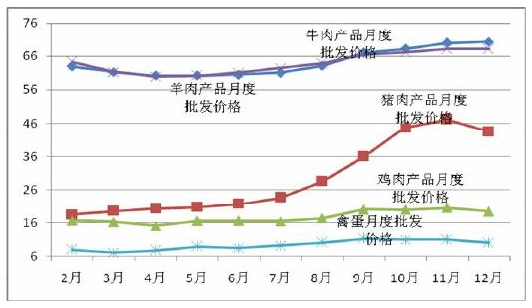 76
66
56
46
36
26
16
6
牛肉产品月度
批发价格
羊肉产品月度
批发价格
猪肉产品月度
批发价格
鸡肉产品月度
批发价格
禽蛋月度批发
价格
2月 3月 4月 5月 6月 7月 8月 9月 10月 11月 12月